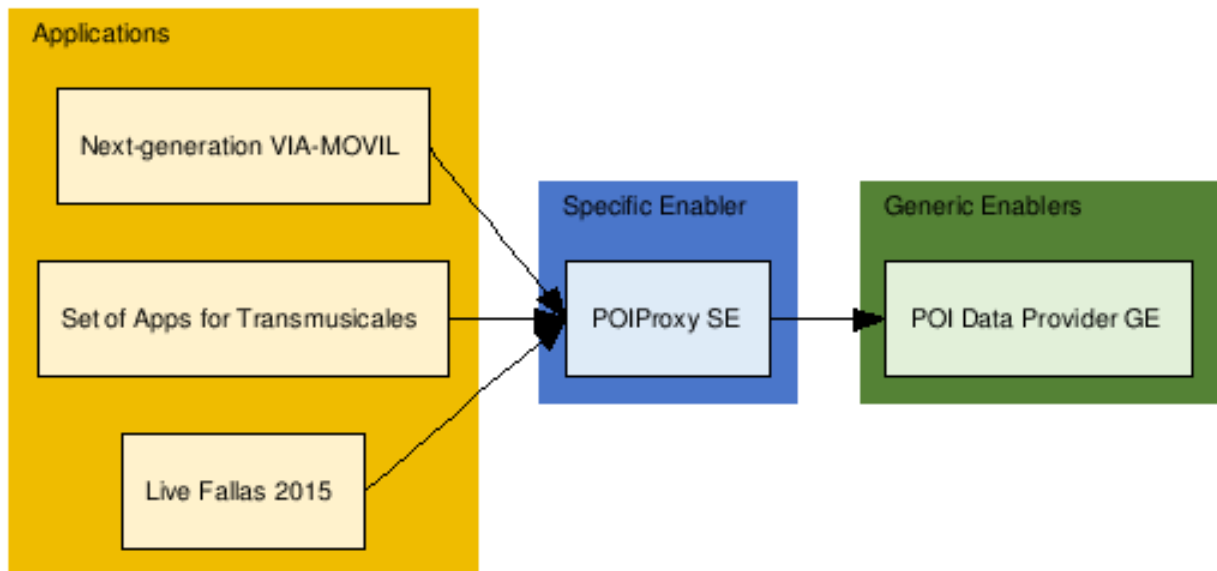 Applications
Next-generation VIA-MOVIL
Set of Apps for Transmusicales
Live Fallas 2015
Specific Enabler
POIProxy SE
Generic Enablers
POI Data Provider GE